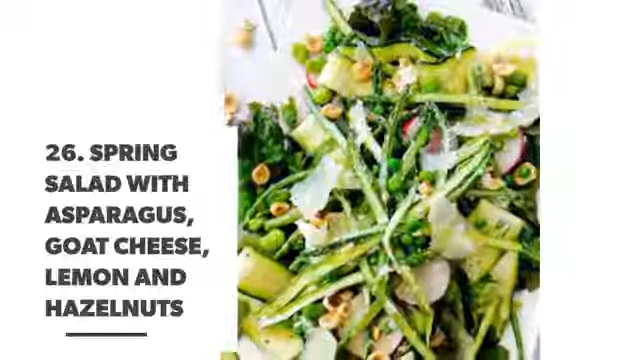 26. SPRING
SALAD WITH
ASPARAGUS,
GOAT CHEESE,
LEMON AND
HAZELNUTS